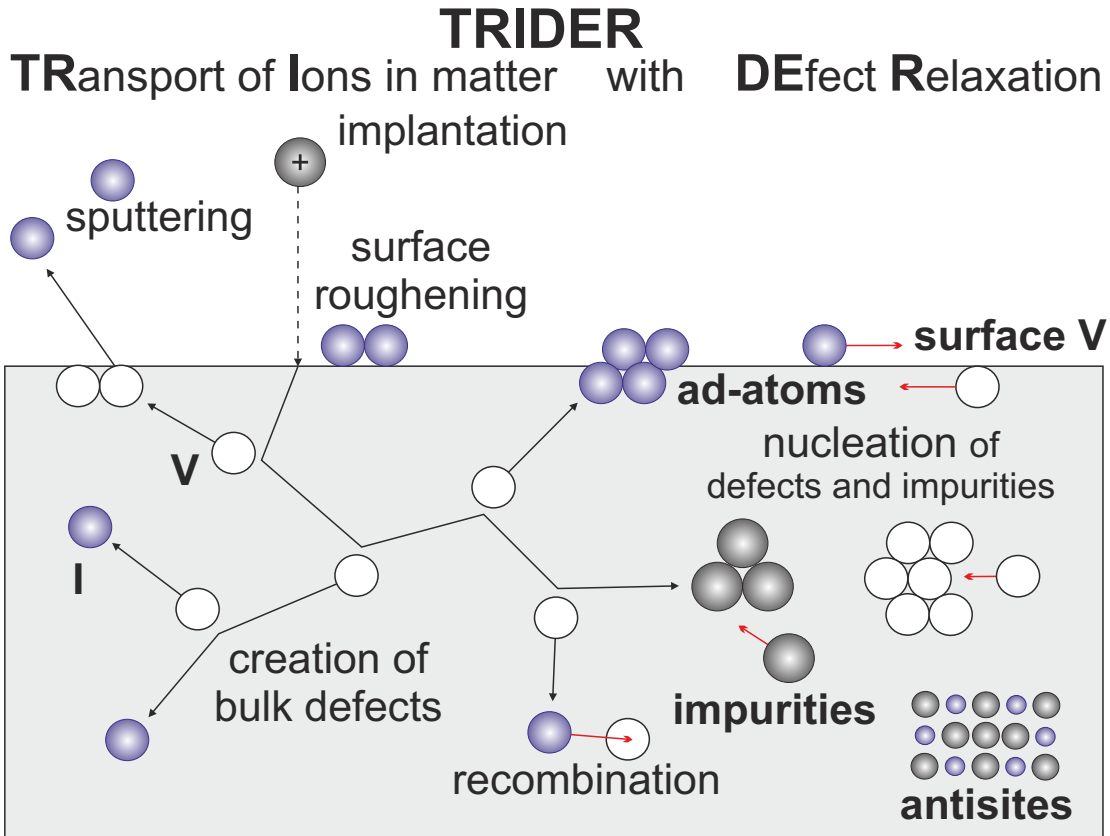 TRIDER
TRansport of Ions in matter with DEfect Relaxation
implantation
+
sputtering
surface
roughening
surface V
ad-atoms
V
nucleation of
defects and impurities
I
creation of
bulk defects
impurities
recombination
antisites